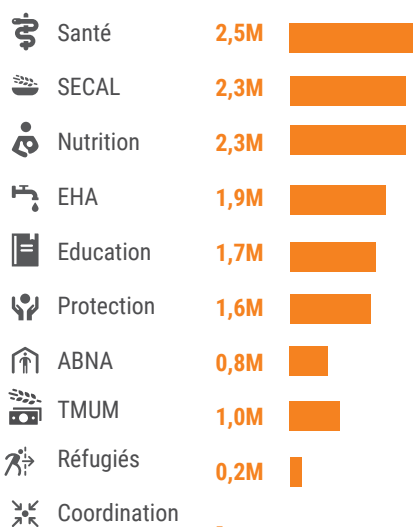 Santé 2,5M
SECAL 2,3M
Nutrition 2,3M
EHA 1,9M
Education 1,7M
Protection 1,6M
ABNA 0,8M
TMUM 1,0M
Réfugiés 0,2M
Coordination